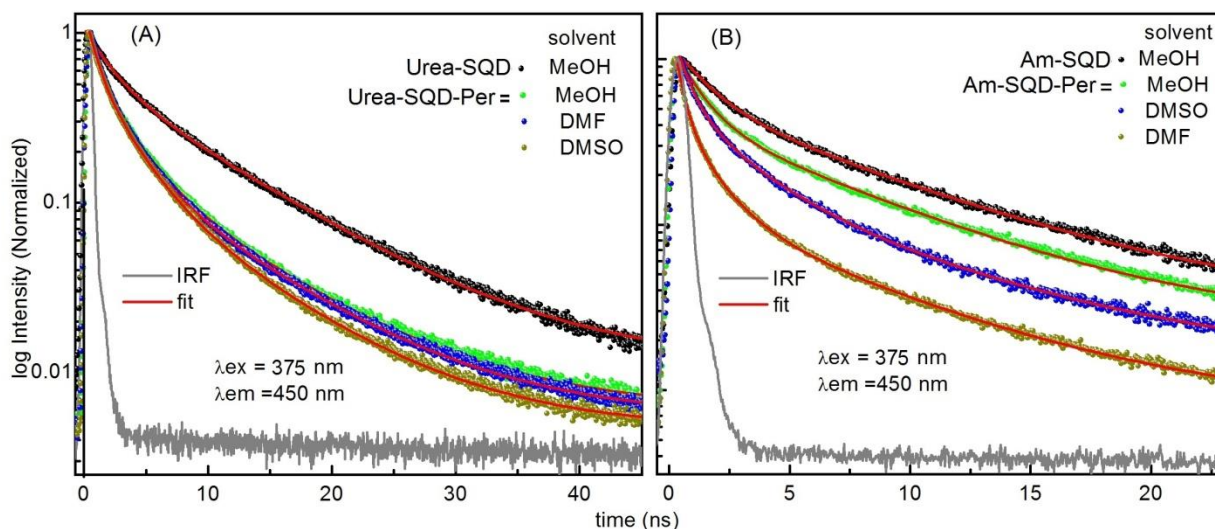 (A)
solvent
Urea-SQD MeOH
Urea-SQD-Per = MeOH
DMF
DMSO
IRF
fit
λex = 375 nm
λem =450 nm
1
0.1
0.01
log Intensity (Normalized)
0 10 20 30 40
(B)
solvent
Am-SQD MeOH
Am-SQD-Per = MeOH
DMSO
DMF
IRF
fit
λex = 375 nm
λem =450 nm
0 5 10 15 20
time (ns)